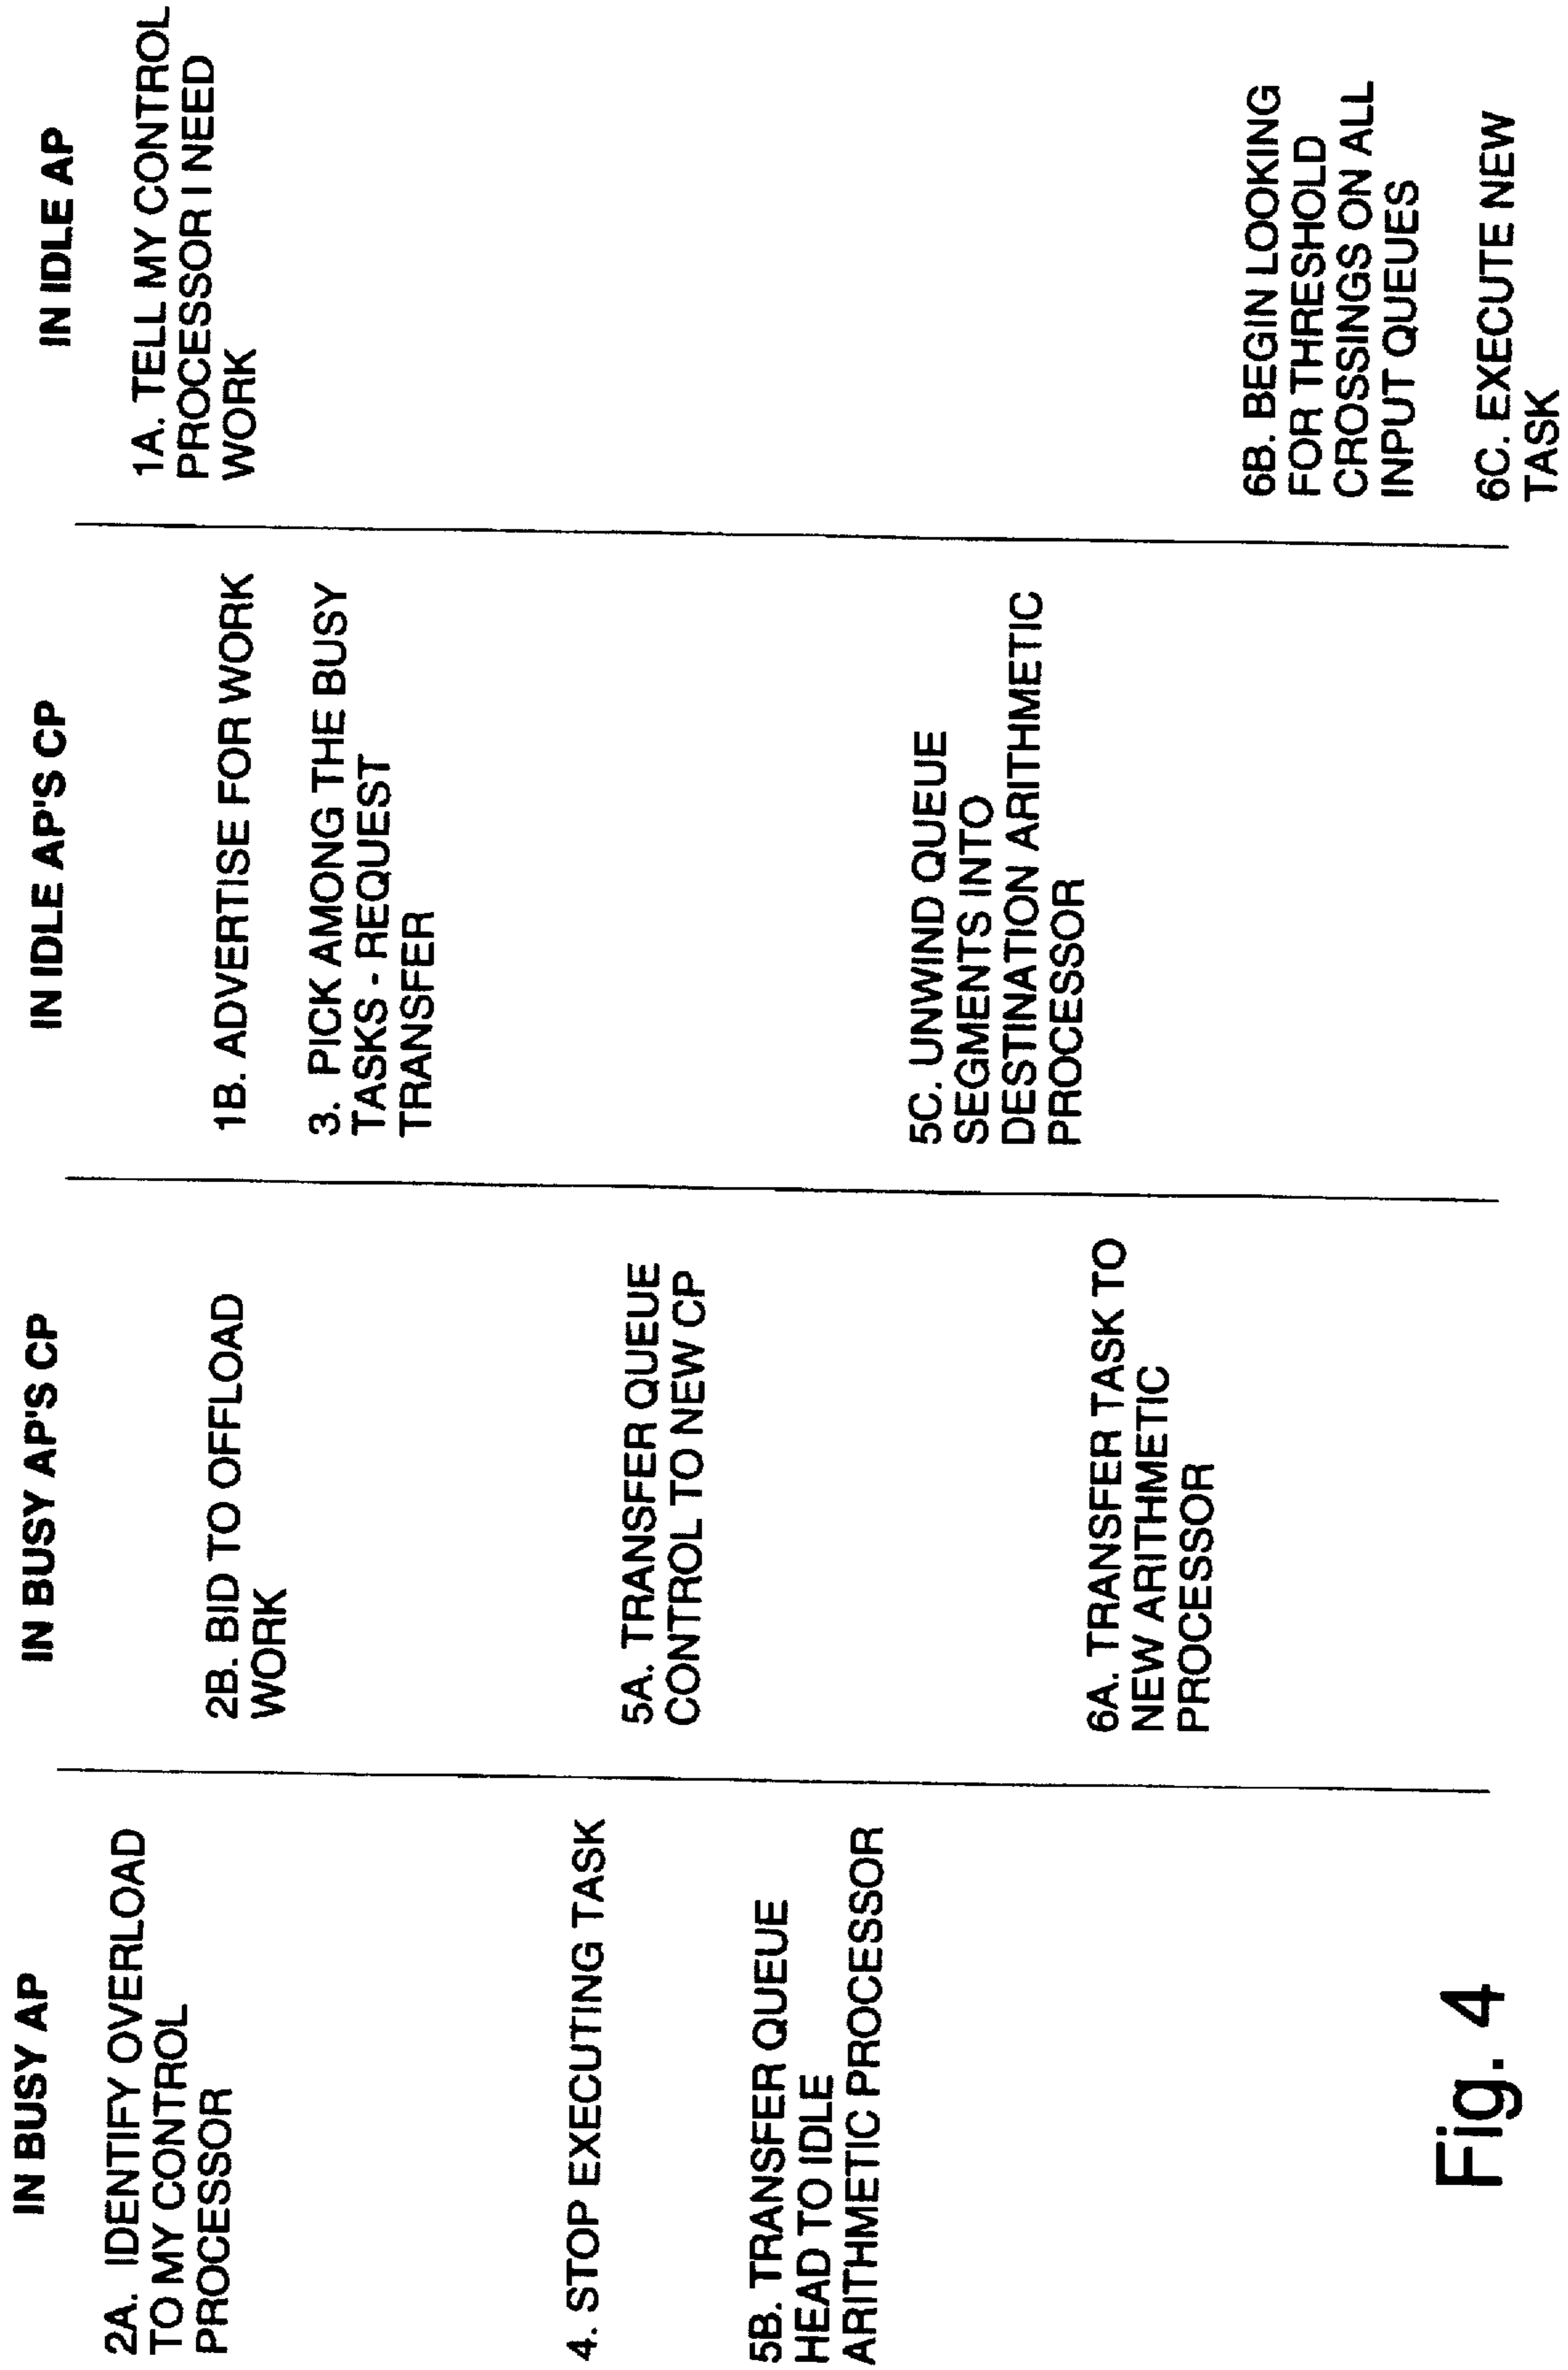 IN BUSY AP
2A. IDENTIFY OVERLOAD
TO MY CONTROL
PROCESSOR
4. STOP EXECUTING TASK
5B. TRANSFER QUEUE
HEAD TO IDLE
ARITHMETIC PROCESSOR
IN BUSY AP'S CP
2B. BID TO OFFLOAD
WORK
5A. TRANSFER QUEUE
CONTROL TO NEW CP
6A. TRANSFER TASK TO
NEW ARITHMETIC
PROCESSOR
IN IDLE AP'S CP
1B. ADVERTISE FOR WORK
3. PICK AMONG THE BUSY
TASKS - REQUEST
TRANSFER
5C. UNWIND QUEUE
SEGMENTS INTO
DESTINATION ARITHMETIC
PROCESSOR
IN IDLE AP
1A. TELL MY CONTROL
PROCESSOR I NEED
WORK
6B. BEGIN LOOKING
FOR THRESHOLD
CROSSINGS ON ALL
INPUT QUEUES
6C. EXECUTE NEW
TASK
Fig. 4